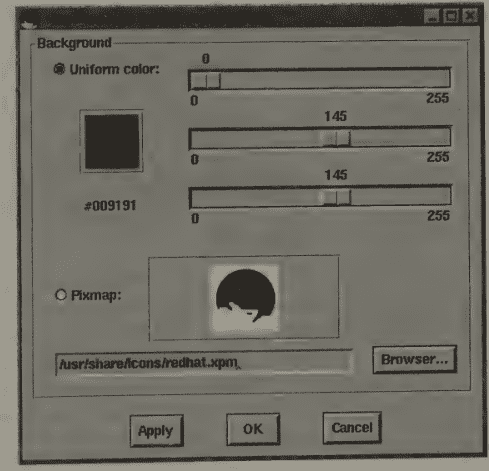 Background
Uniform color:
0
0 255
145
0 255
#009191
145
0 255
Pixmap:
/usr/share/icons/redhat.xpm
Browser...
Apply OK Cancel